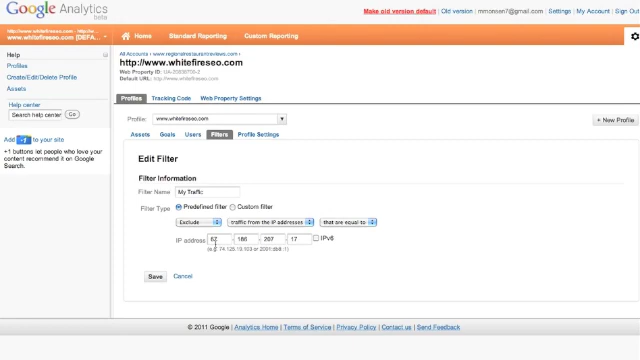 Google Analytics
beta
Make old version default | Old version | mmonsen7@gmail.com | Settings | My Account | Sign Out
http://www.whitefireseo.com - http://w...
www.whitefireseo.com [DEFA...
Home Standard Reporting Custom Reporting
Help
Profiles
Create/Edit/Delete Profile
Assets
Help center
Search help center Go
Add +1 to your site
+1 buttons let people who love your
content recommend it on Google
Search.
All Accounts > www.regionalrestaurantreviews.com >
http://www.whitefireseo.com
Web Property ID: UA-20838706-2
Default URL: http://www.whitefireseo.com
Profiles Tracking Code Web Property Settings
Profile: www.whitefireseo.com + New Profile
Assets Goals Users Filters Profile Settings
Edit Filter
Filter Information
Filter Name My Traffic
Filter Type: Predefined filter Custom filter
Exclude traffic from the IP addresses that are equal to
IP address 67 . 186 . 207 . 17 IPv6
(e.g. 74.125.19.103 or 2001:db8::1)
Save Cancel
© 2011 Google | Analytics Home | Terms of Service | Privacy Policy | Contact us | Send Feedback